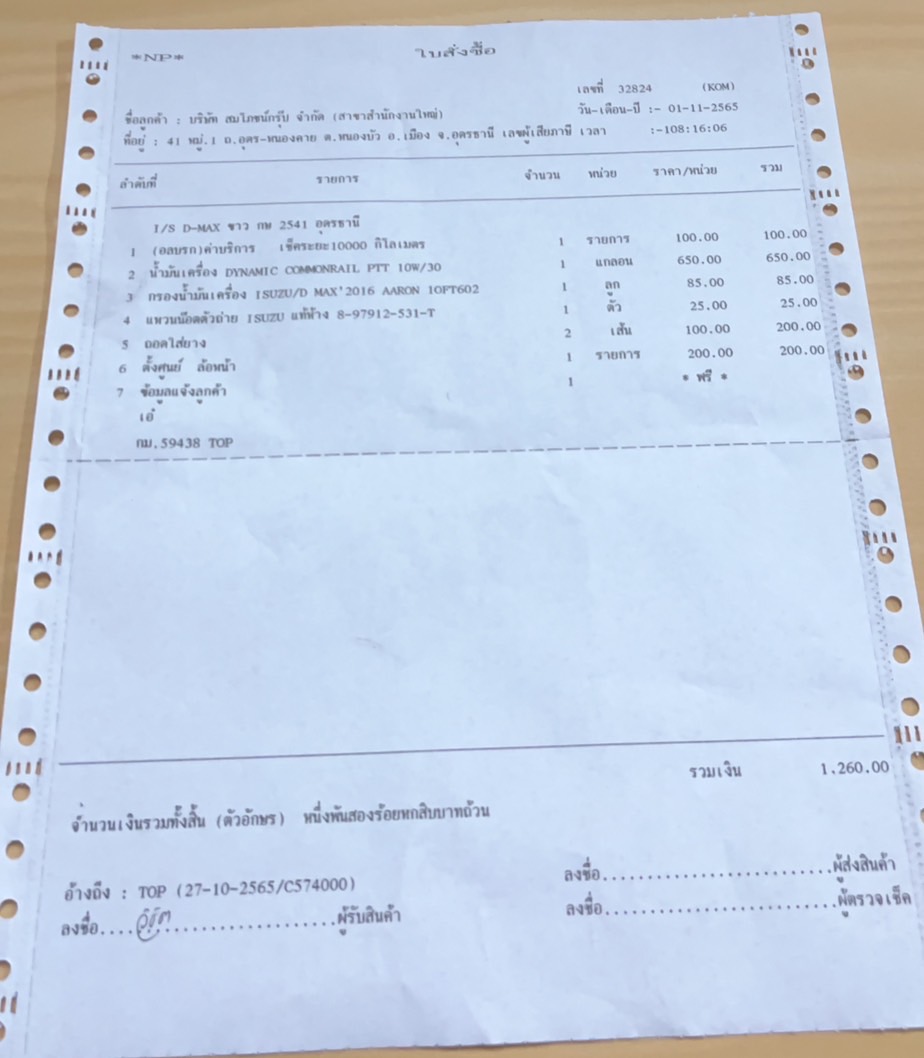 *NP* ใบสั่งซื้อ
เลขที่ 32824 (KOM)
ชื่อลูกค้า : บริษัท สมโภชน์กรุ๊ป จำกัด (สาขาสำนักงานใหญ่) วัน-เดือน-ปี :- 01-11-2565
ที่อยู่ : 41 หมู่.1 ถ.อุดร-หนองคาย ต.หนองบัว อ.เมือง จ.อุดรธานี เลขผู้เสียภาษี เวลา :-108:16:06
ลำดับที่ รายการ จำนวน หน่วย ราคา/หน่วย รวม
I/S D-MAX ขาว กษ 2541 อุดรธานี
1 (อลบรก)ค่าบริการ เช็คระยะ10000 กิโลเมตร 1 รายการ 100.00 100.00
2 น้ำมันเครื่อง DYNAMIC COMMONRAIL PTT 10W/30 1 แกลอน 650.00 650.00
3 กรองน้ำมันเครื่อง ISUZU/D MAX'2016 AARON 1OFT602 1 ลูก 85.00 85.00
4 แหวนน๊อตตัวถ่าย ISUZU แท้ห้าง 8-97912-531-T 1 ตัว 25.00 25.00
5 ถอดใส่ยาง 2 เส้น 100.00 200.00
6 ตั้งศูนย์ ล้อหน้า 1 รายการ 200.00 200.00
7 ข้อมูลแจ้งลูกค้า 1 * ฟรี *
เอ๋
กม.59438 TOP
รวมเงิน 1,260.00
จำนวนเงินรวมทั้งสิ้น (ตัวอักษร) หนึ่งพันสองร้อยหกสิบบาทถ้วน
อ้างถึง : TOP (27-10-2565/C574000) ลงชื่อ..........................ผู้ส่งสินค้า
ลงชื่อ..........................ผู้รับสินค้า ลงชื่อ..........................ผู้ตรวจเช็ค